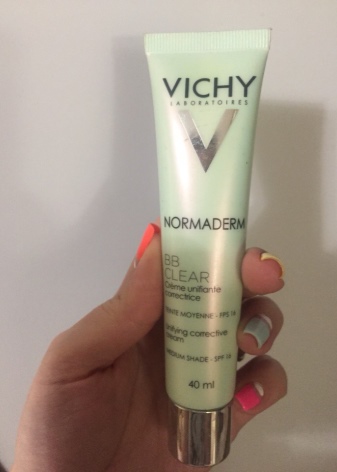 VICHY
LABORATOIRES
NORMADERM
BB
CLEAR
Crème unifiante
correctrice
TEINTE MOYENNE - FPS 16
Unifying corrective
cream
MEDIUM SHADE - SPF 16
40 ml